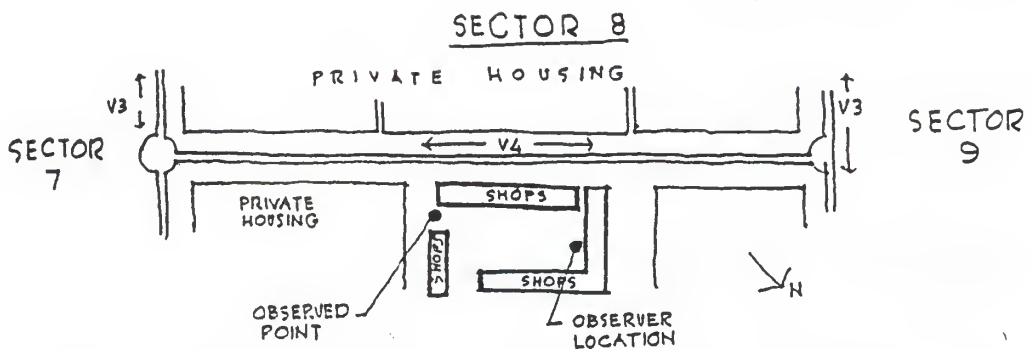 SECTOR 8
PRIVATE HOUSING
V3
V3
SECTOR
7
V4
SECTOR
9
PRIVATE
HOUSING
SHOPS
SHOPS
SHOPS
OBSERVED
POINT
OBSERVER
LOCATION
N